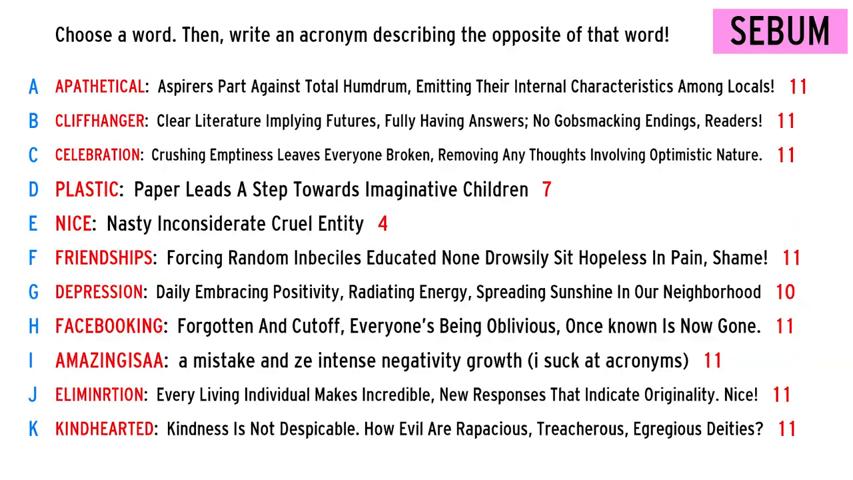 Choose a word. Then, write an acronym describing the opposite of that word!
SEBUM
A APATHETICAL: Aspirers Part Against Total Humdrum, Emitting Their Internal Characteristics Among Locals! 11
B CLIFFHANGER: Clear Literature Implying Futures, Fully Having Answers; No Gobsmacking Endings, Readers! 11
C CELEBRATION: Crushing Emptiness Leaves Everyone Broken, Removing Any Thoughts Involving Optimistic Nature. 11
D PLASTIC: Paper Leads A Step Towards Imaginative Children 7
E NICE: Nasty Inconsiderate Cruel Entity 4
F FRIENDSHIPS: Forcing Random Inbeciles Educated None Drowsily Sit Hopeless In Pain, Shame! 11
G DEPRESSION: Daily Embracing Positivity, Radiating Energy, Spreading Sunshine In Our Neighborhood 10
H FACEBOOKING: Forgotten And Cutoff, Everyone's Being Oblivious, Once known Is Now Gone. 11
I AMAZINGISAA: a mistake and ze intense negativity growth (i suck at acronyms) 11
J ELIMINRTION: Every Living Individual Makes Incredible, New Responses That Indicate Originality. Nice! 11
K KINDHEARTED: Kindness Is Not Despicable. How Evil Are Rapacious, Treacherous, Egregious Deities? 11